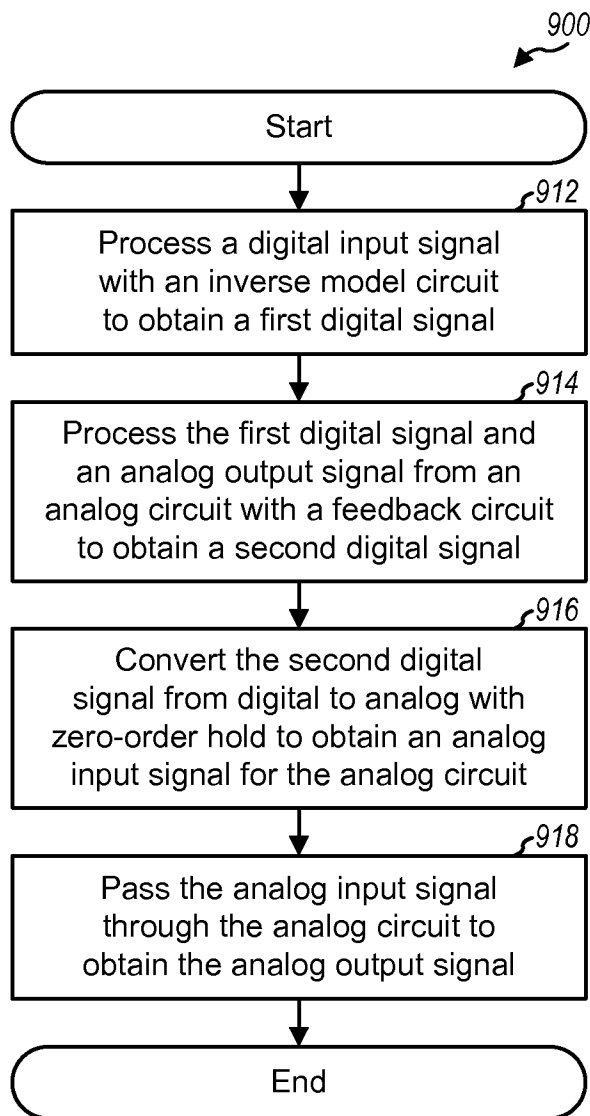 900
Start
912
Process a digital input signal
with an inverse model circuit
to obtain a first digital signal
914
Process the first digital signal and
an analog output signal from an
analog circuit with a feedback circuit
to obtain a second digital signal
916
Convert the second digital
signal from digital to analog with
zero-order hold to obtain an analog
input signal for the analog circuit
918
Pass the analog input signal
through the analog circuit to
obtain the analog output signal
End